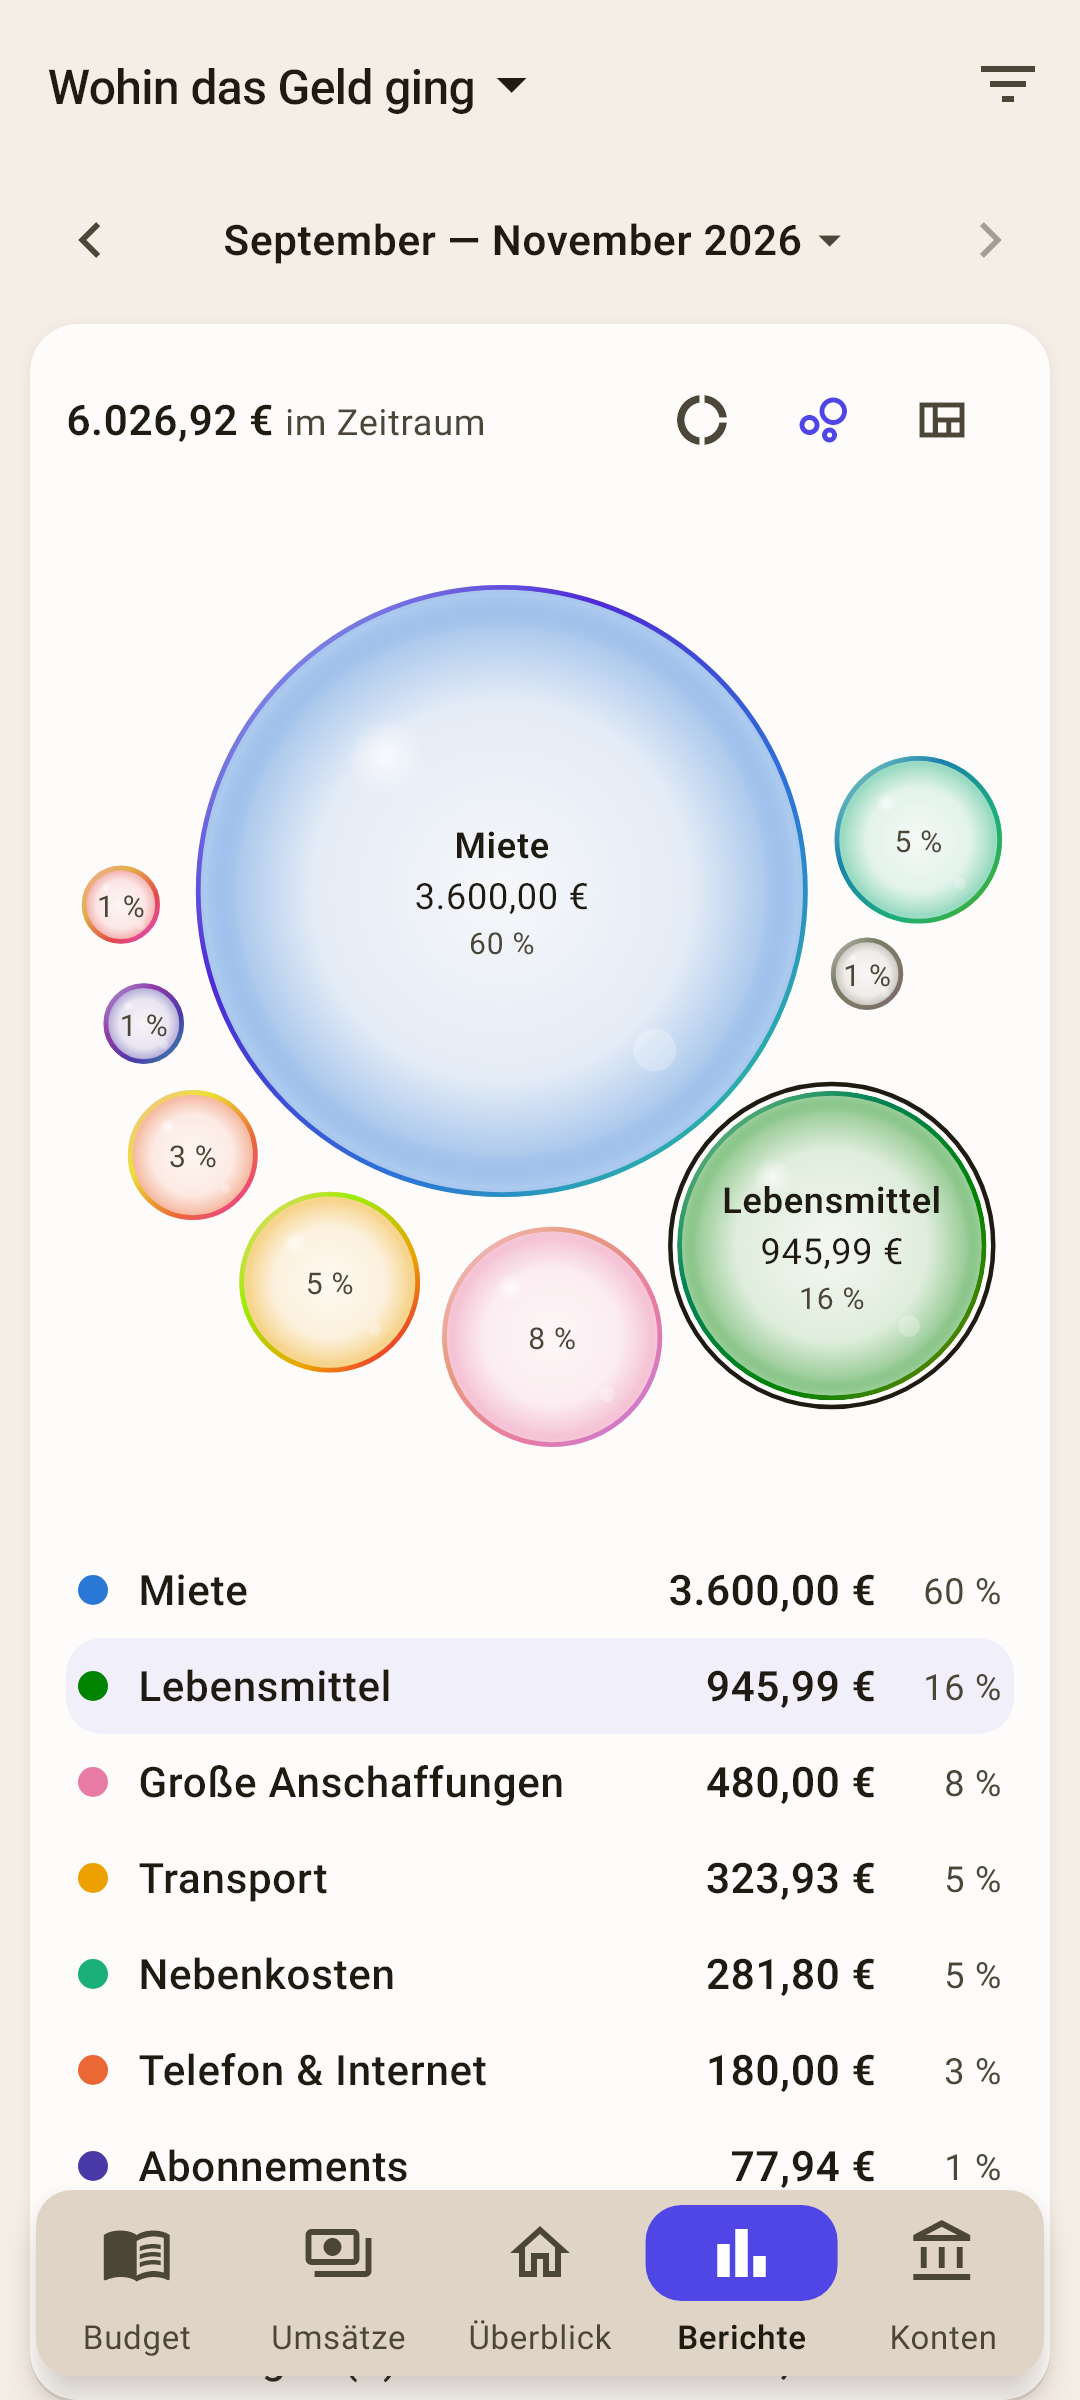 Wohin das Geld ging
September – November 2026
6.026,92 € im Zeitraum
Miete
3.600,00 €
60 %
5 %
1 %
1 %
1 %
3 %
Lebensmittel
945,99 €
16 %
5 %
8 %
Miete 3.600,00 € 60 %
Lebensmittel 945,99 € 16 %
Große Anschaffungen 480,00 € 8 %
Transport 323,93 € 5 %
Nebenkosten 281,80 € 5 %
Telefon & Internet 180,00 € 3 %
Abonnements 77,94 € 1 %
Budget Umsätze Überblick Berichte Konten